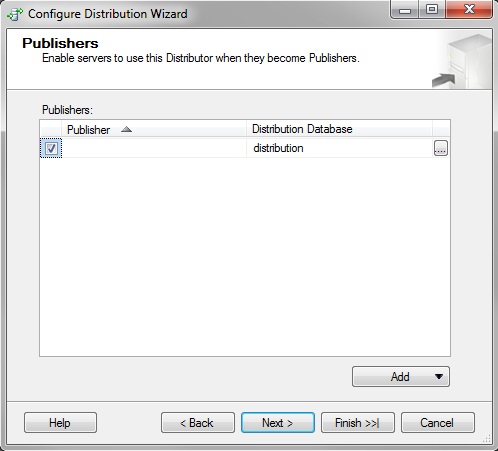 Configure Distribution Wizard
Publishers
Enable servers to use this Distributor when they become Publishers.
Publishers:
Publisher Distribution Database
distribution ...
Add
Help < Back Next > Finish >>| Cancel